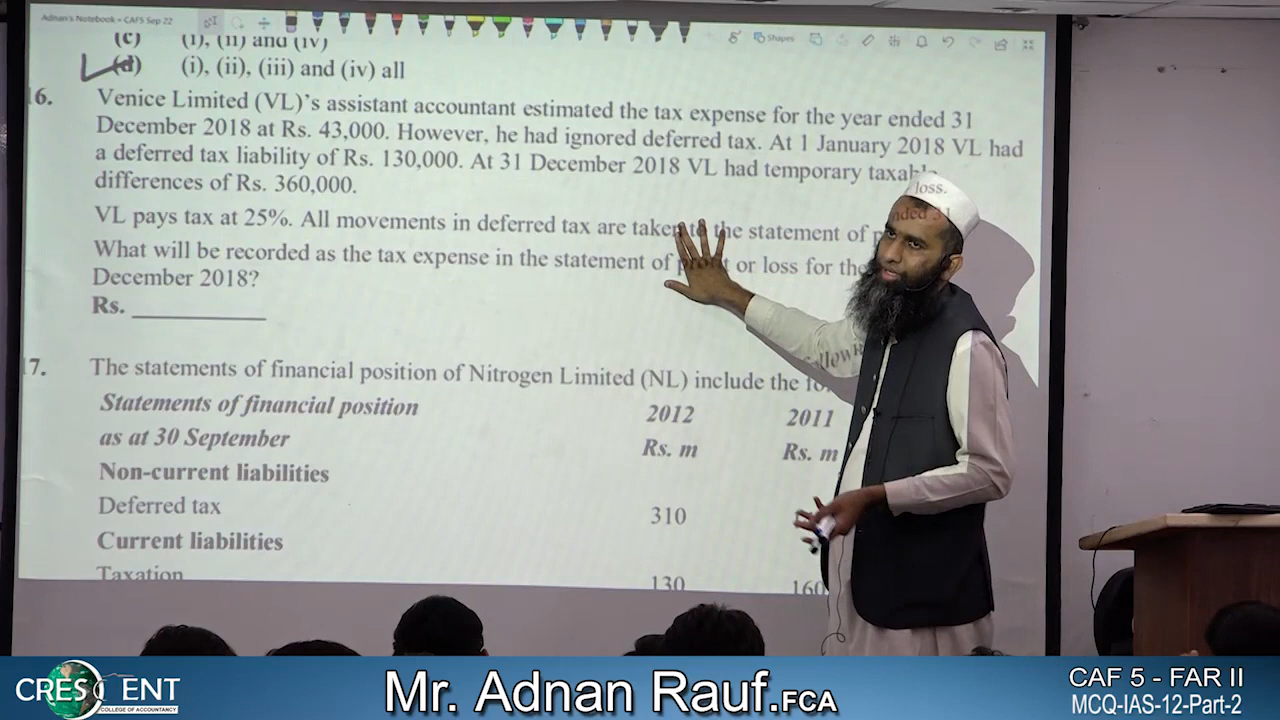 Adnan's Notebook » CAF5 Sep 22
Shapes
(c) (i), (ii) and (iv)
(d) (i), (ii), (iii) and (iv) all
16. Venice Limited (VL)'s assistant accountant estimated the tax expense for the year ended 31
December 2018 at Rs. 43,000. However, he had ignored deferred tax. At 1 January 2018 VL had
a deferred tax liability of Rs. 130,000. At 31 December 2018 VL had temporary taxable
differences of Rs. 360,000.
VL pays tax at 25%. All movements in deferred tax are taken to the statement of loss.
What will be recorded as the tax expense in the statement of profit or loss for the ended 31
December 2018?
Rs. ____________
17. The statements of financial position of Nitrogen Limited (NL) include the
Statements of financial position 2012 2011
as at 30 September Rs. m Rs. m
Non-current liabilities
Deferred tax 310
Current liabilities
Taxation 130 160
CRESCENT
COLLEGE OF ACCOUNTANCY
Mr. Adnan Rauf.FCA
CAF 5 - FAR II
MCQ-IAS-12-Part-2